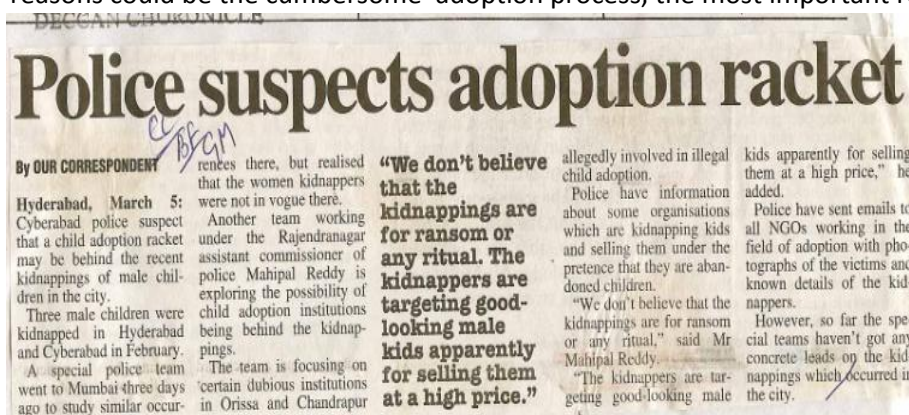 reasons could be the cumbersome adoption process, the most important r
DECCAN CHRONICLE
Police suspects adoption racket
CC/BF GM
By OUR CORRESPONDENT
Hyderabad, March 5:
Cyberabad police suspect
that a child adoption racket
may be behind the recent
kidnappings of male chil-
dren in the city.
Three male children were
kidnapped in Hyderabad
and Cyberabad in February.
A special police team
went to Mumbai three days
ago to study similar occur-
rences there, but realised
that the women kidnappers
were not in vogue there.
Another team working
under the Rajendranagar
assistant commissioner of
police Mahipal Reddy is
exploring the possibility of
child adoption institutions
being behind the kidnap-
pings.
The team is focusing on
certain dubious institutions
in Orissa and Chandrapur
“We don’t believe
that the
kidnappings are
for ransom or
any ritual. The
kidnappers are
targeting good-
looking male
kids apparently
for selling them
at a high price.”
allegedly involved in illegal
child adoption.
Police have information
about some organisations
which are kidnapping kids
and selling them under the
pretence that they are aban-
doned children.
“We don’t believe that the
kidnappings are for ransom
or any ritual,” said Mr
Mahipal Reddy.
“The kidnappers are tar-
geting good-looking male
kids apparently for selling
them at a high price,” he
added.
Police have sent emails to
all NGOs working in the
field of adoption with pho-
tographs of the victims and
known details of the kid-
nappers.
However, so far the spe-
cial teams haven’t got any
concrete leads on the kid-
nappings which occurred in
the city.